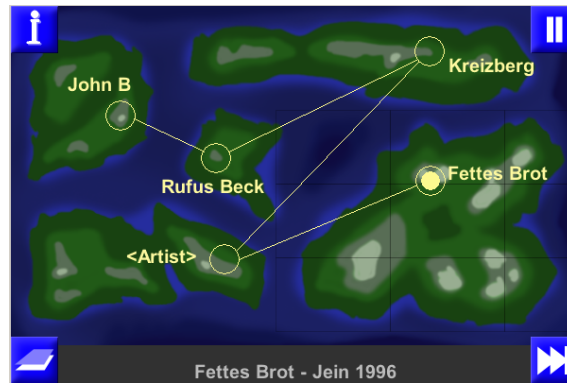 John B
Kreizberg
Rufus Beck
Fettes Brot
<Artist>
Fettes Brot - Jein 1996